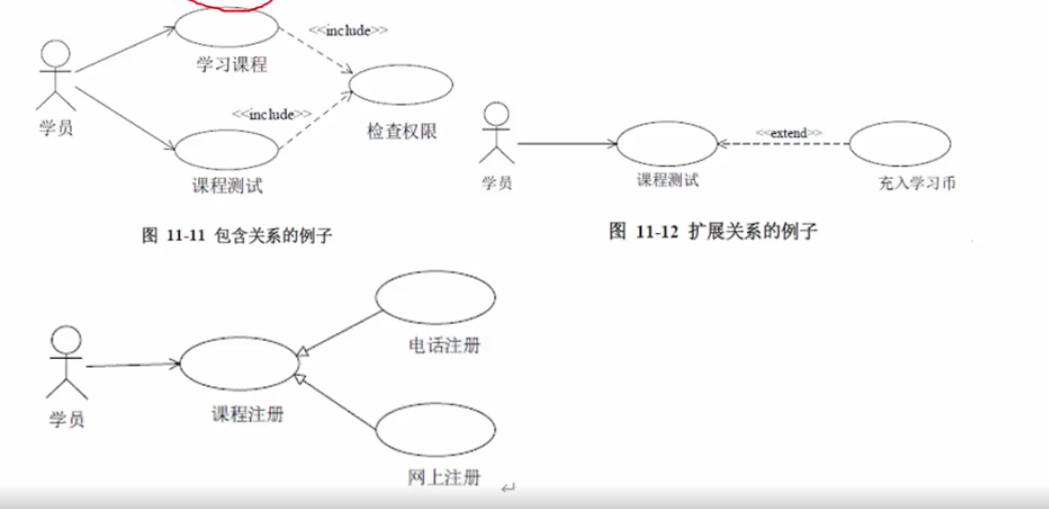 <<include>>
学习课程
学员
<<include>>
检查权限
课程测试
图 11-11 包含关系的例子
<<extend>>
学员
课程测试
充入学习币
图 11-12 扩展关系的例子
电话注册
学员
课程注册
网上注册